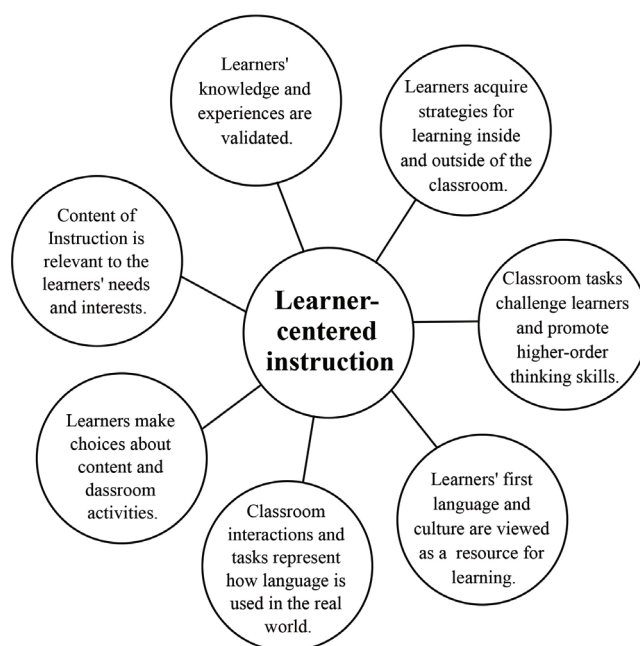 Learners'
knowledge and
experiences are
validated.
Learners acquire
strategies for
learning inside
and outside of the
classroom.
Content of
Instruction is
relevant to the
learners' needs
and interests.
Learner-
centered
instruction
Classroom tasks
challenge learners
and promote
higher-order
thinking skills.
Learners make
choices about
content and
dassroom
activities.
Classroom
interactions and
tasks represent
how language is
used in the real
world.
Learners' first
language and
culture are viewed
as a resource for
learning.